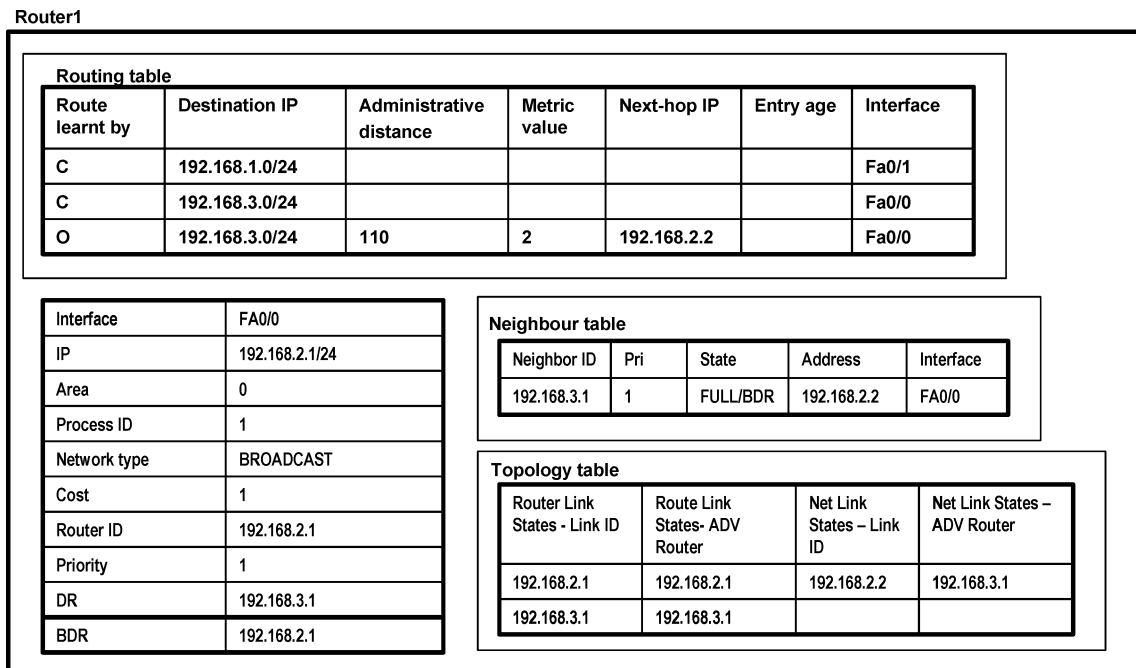 Router1
Routing table
Route learnt by	Destination IP	Administrative distance	Metric value	Next-hop IP	Entry age	Interface
C	192.168.1.0/24					Fa0/1
C	192.168.3.0/24					Fa0/0
O	192.168.3.0/24	110	2	192.168.2.2		Fa0/0
Interface	FA0/0
IP	192.168.2.1/24
Area	0
Process ID	1
Network type	BROADCAST
Cost	1
Router ID	192.168.2.1
Priority	1
DR	192.168.3.1
BDR	192.168.2.1
Neighbour table
Neighbor ID	Pri	State	Address	Interface
192.168.3.1	1	FULL/BDR	192.168.2.2	FA0/0
Topology table
Router Link States - Link ID	Route Link States- ADV Router	Net Link States – Link ID	Net Link States – ADV Router
192.168.2.1	192.168.2.1	192.168.2.2	192.168.3.1
192.168.3.1	192.168.3.1